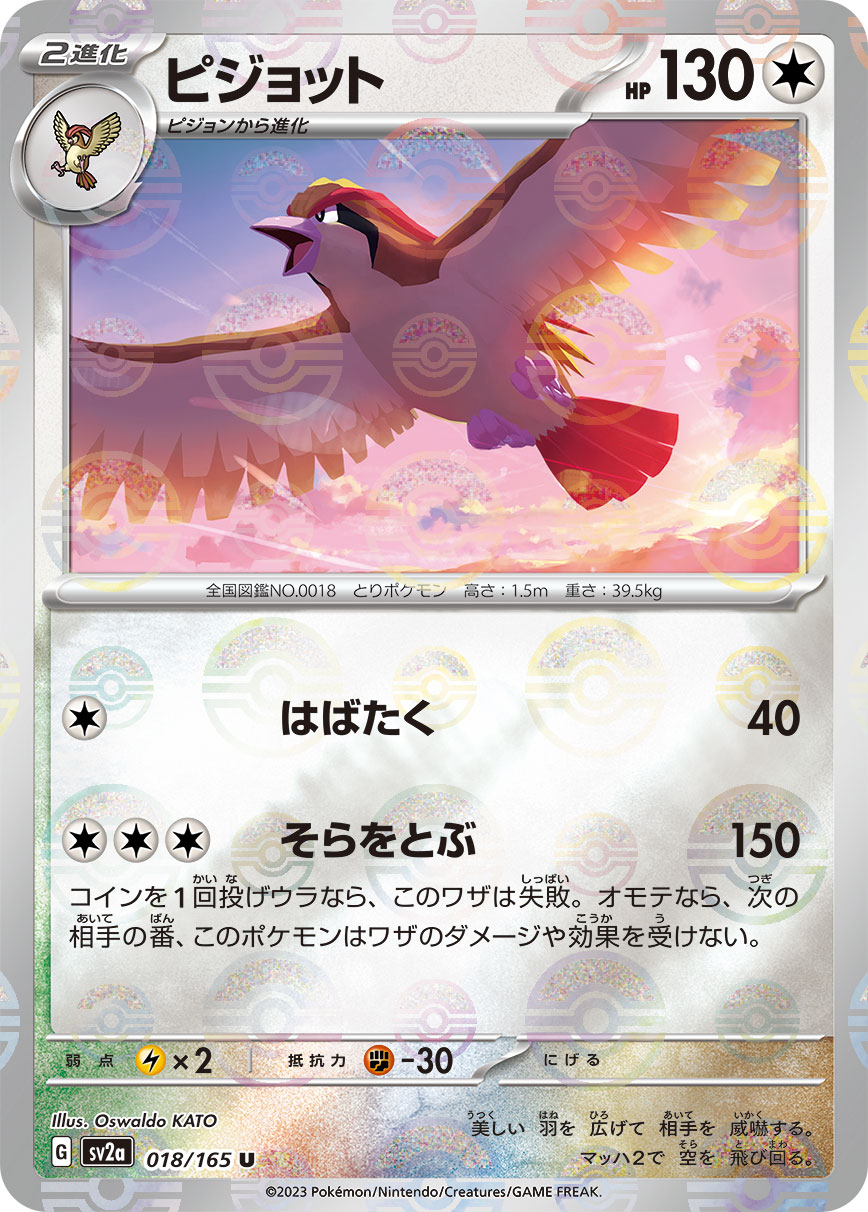 2進化
ピジョット
HP 130
ピジョンから進化
全国図鑑NO.0018 とりポケモン 高さ:1.5m 重さ:39.5kg
はばたく 40
そらをとぶ 150
コインを1回投げウラなら、このワザは失敗。オモテなら、次の
相手の番、このポケモンはワザのダメージや効果を受けない。
弱点 ×2 抵抗力 -30 にげる
Illus. Oswaldo KATO
G sv2a 018/165 U
美しい 羽を 広げて 相手を 威嚇する。
マッハ2で 空を 飛び回る。
©2023 Pokémon/Nintendo/Creatures/GAME FREAK.